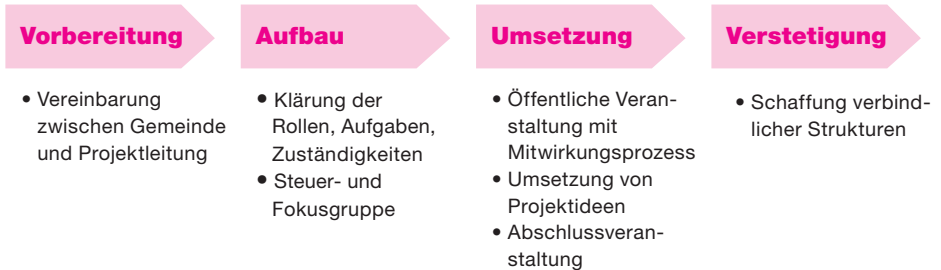 Vorbereitung
• Vereinbarung
zwischen Gemeinde
und Projektleitung
Aufbau
• Klärung der
Rollen, Aufgaben,
Zuständigkeiten
• Steuer- und
Fokusgruppe
Umsetzung
• Öffentliche Veran-
staltung mit
Mitwirkungsprozess
• Umsetzung von
Projektideen
• Abschlussveran-
staltung
Verstetigung
• Schaffung verbind-
licher Strukturen